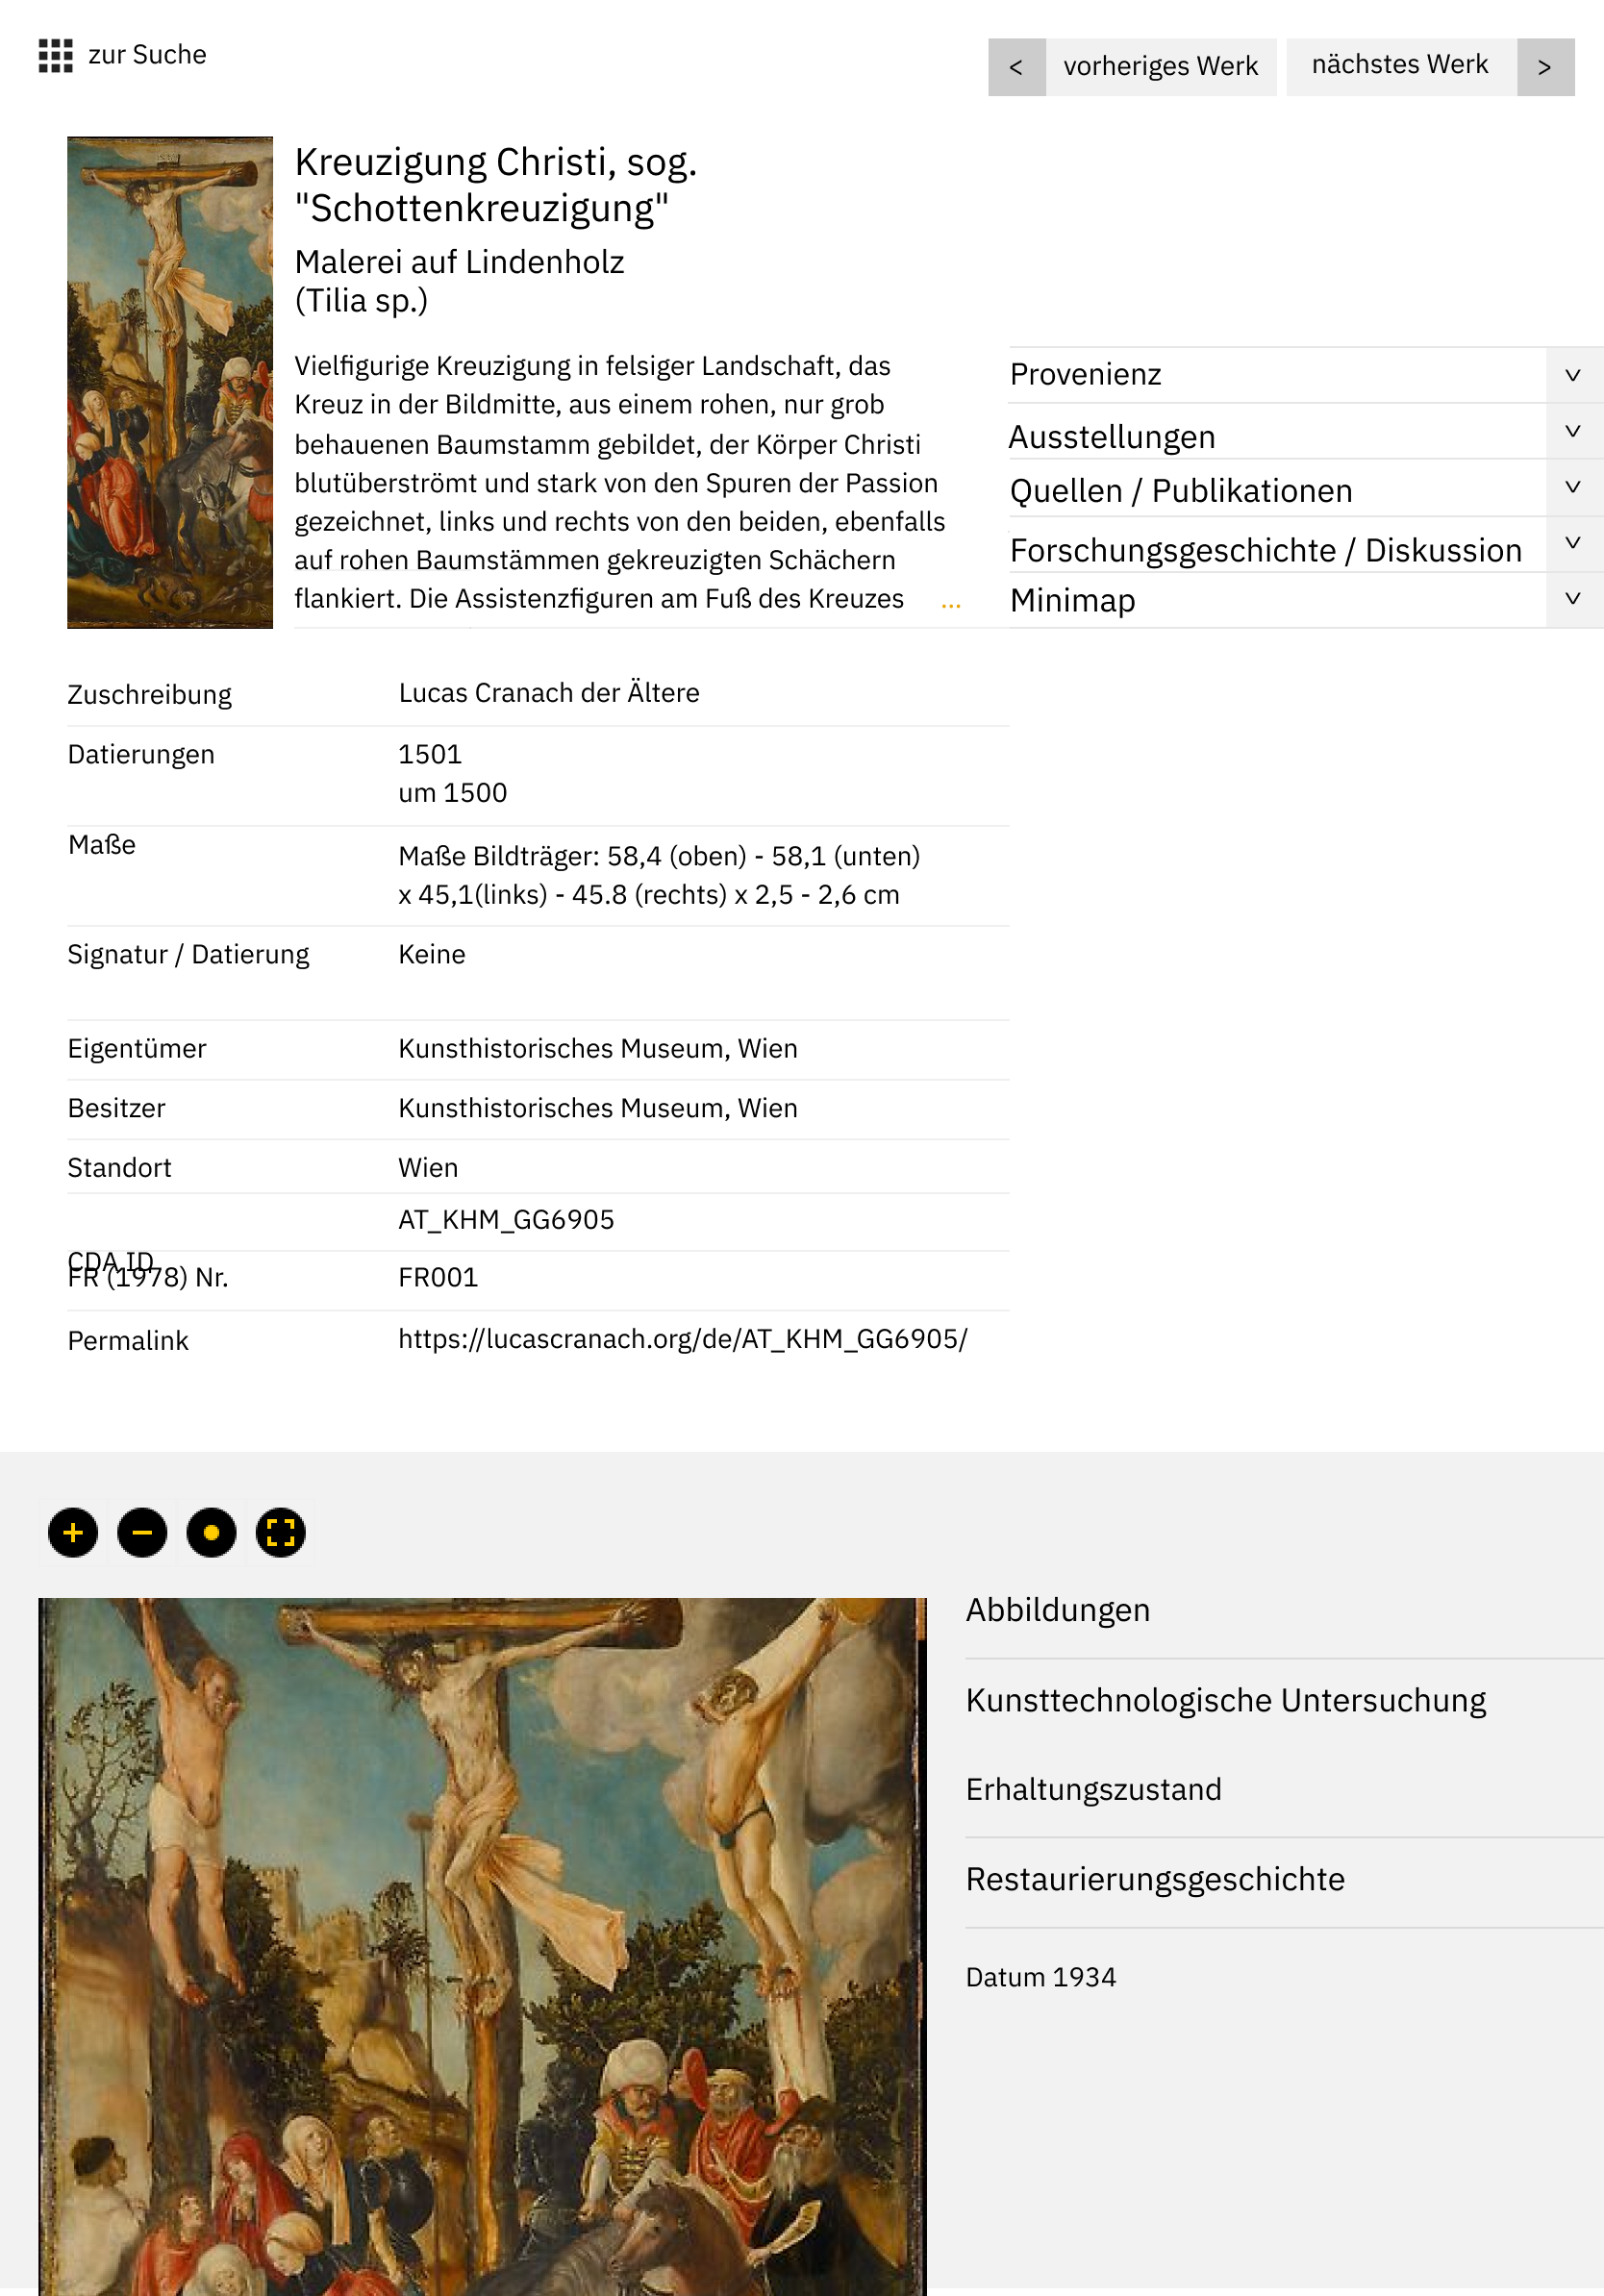 zur Suche
< vorheriges Werk nächstes Werk >
Kreuzigung Christi, sog.
"Schottenkreuzigung"
Malerei auf Lindenholz
(Tilia sp.)
Vielfigurige Kreuzigung in felsiger Landschaft, das
Kreuz in der Bildmitte, aus einem rohen, nur grob
behauenen Baumstamm gebildet, der Körper Christi
blutüberströmt und stark von den Spuren der Passion
gezeichnet, links und rechts von den beiden, ebenfalls
auf rohen Baumstämmen gekreuzigten Schächern
flankiert. Die Assistenzfiguren am Fuß des Kreuzes ...
Provenienz
Ausstellungen
Quellen / Publikationen
Forschungsgeschichte / Diskussion
Minimap
Zuschreibung Lucas Cranach der Ältere
Datierungen 1501
um 1500
Maße Maße Bildträger: 58,4 (oben) - 58,1 (unten)
x 45,1(links) - 45.8 (rechts) x 2,5 - 2,6 cm
Signatur / Datierung Keine
Eigentümer Kunsthistorisches Museum, Wien
Besitzer Kunsthistorisches Museum, Wien
Standort Wien
CDA ID AT_KHM_GG6905
FR (1978) Nr. FR001
Permalink https://lucascranach.org/de/AT_KHM_GG6905/
Abbildungen
Kunsttechnologische Untersuchung
Erhaltungszustand
Restaurierungsgeschichte
Datum 1934